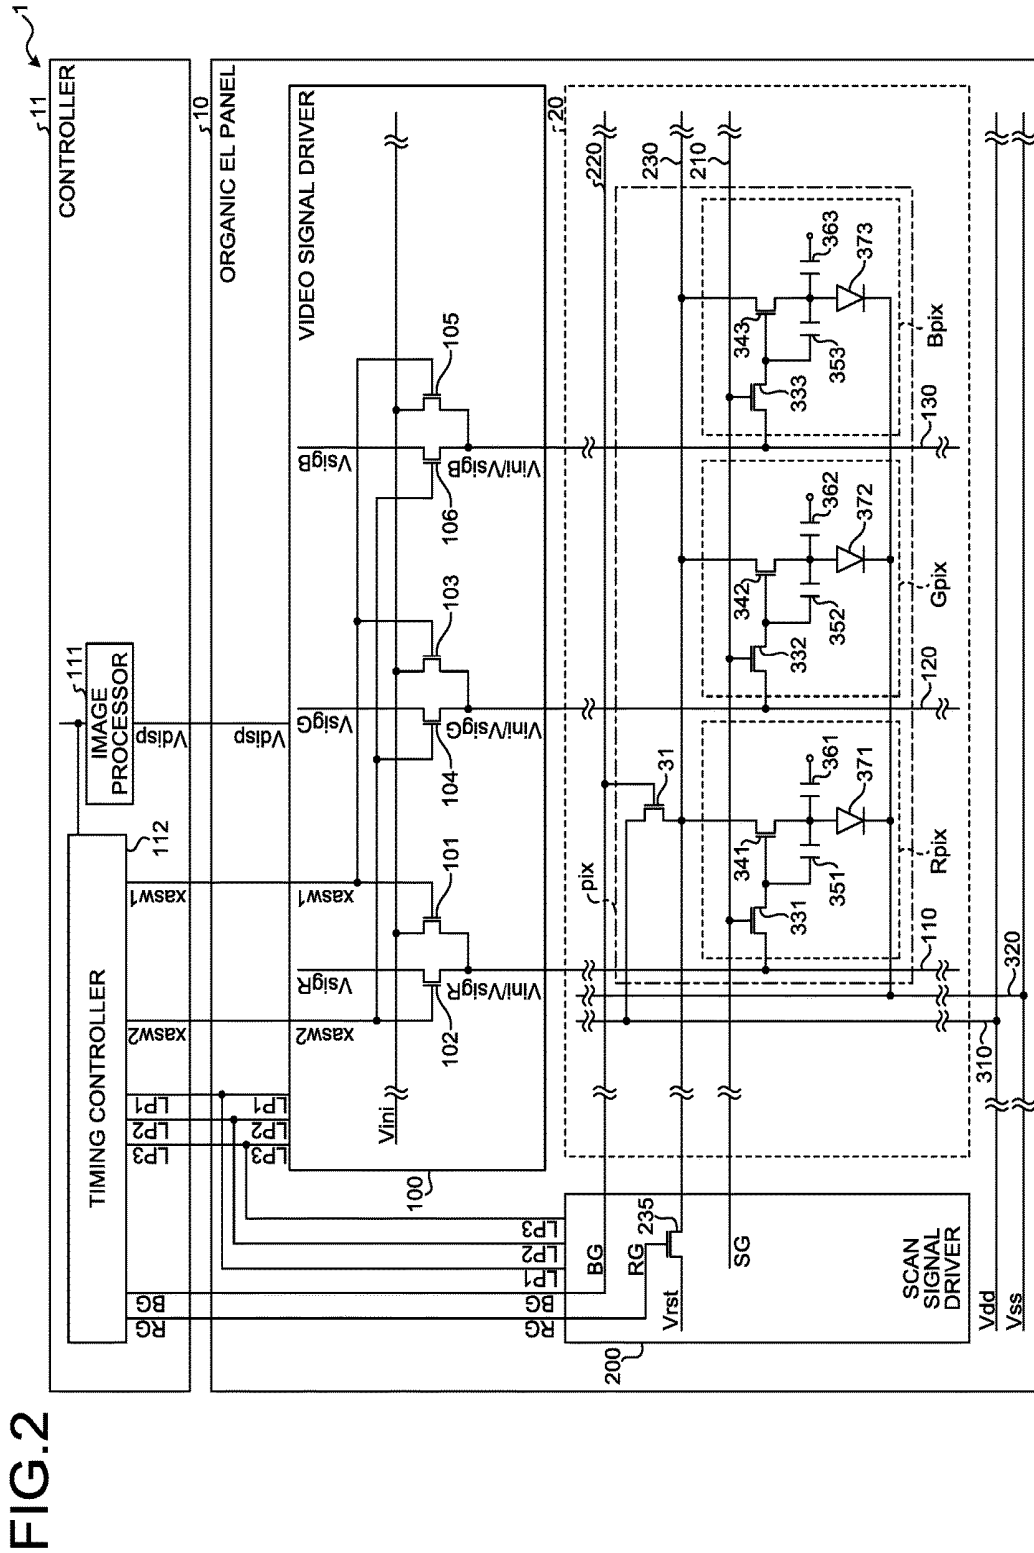 FIG.2
1
11
CONTROLLER
TIMING CONTROLLER
112
IMAGE
PROCESSOR
111
RG
BG
LP3
LP2
LP1
xasw2
xasw1
Vdisp
10
ORGANIC EL PANEL
LP3
LP2
LP1
xasw2
xasw1
Vdisp
VIDEO SIGNAL DRIVER
100
Vini
VsigR
VsigG
VsigB
102
101
104
103
106
105
Vini/VsigR
Vini/VsigG
Vini/VsigB
20
RG
BG
LP1
LP2
LP3
200
BG
RG
235
Vrst
SG
SCAN
SIGNAL
DRIVER
220
230
210
pix
31
331
341
351
361
371
Rpix
332
342
352
362
372
Gpix
333
343
353
363
373
Bpix
110
120
130
310
320
Vdd
Vss